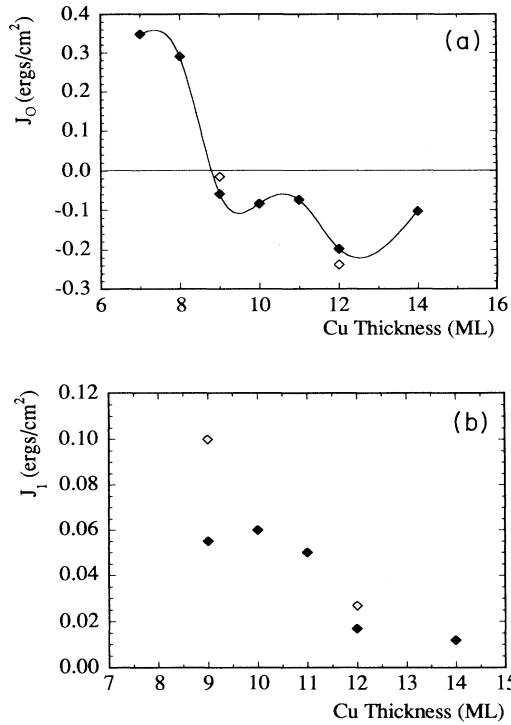 (a)
J_O (ergs/cm²)
0.4
0.3
0.2
0.1
0.0
-0.1
-0.2
-0.3
6 8 10 12 14 16
Cu Thickness (ML)
(b)
J_1 (ergs/cm²)
0.12
0.10
0.08
0.06
0.04
0.02
0.00
7 8 9 10 11 12 13 14 15
Cu Thickness (ML)